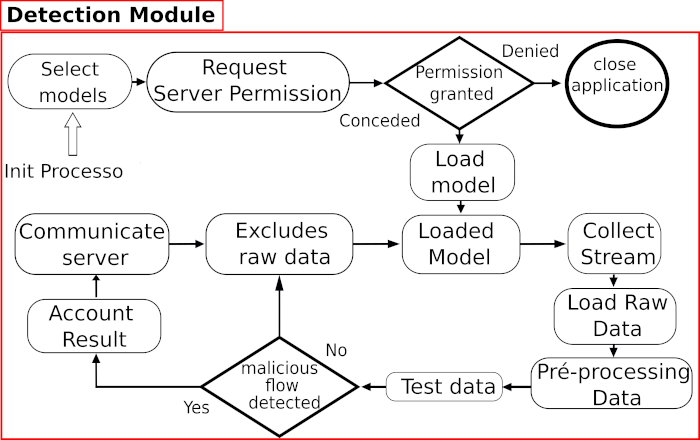 Detection Module
Select
models
Request
Server Permission
Permission
granted
Denied
close
application
Conceded
Init Processo
Load
model
Communicate
server
Excludes
raw data
Loaded
Model
Collect
Stream
Account
Result
Load Raw
Data
No
malicious
flow
detected
Yes
Test data
Pré-processing
Data